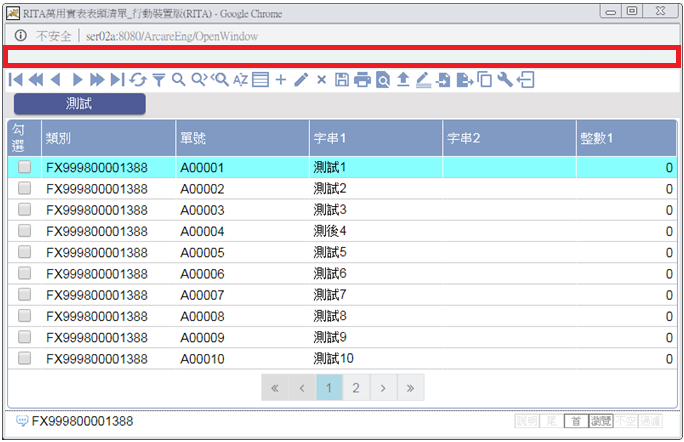 RITA萬用實表表頭清單_行動裝置版(RITA) - Google Chrome
不安全 | ser02a:8080/ArcareEng/OpenWindow
測試
勾選 類別 單號 字串1 字串2 整數1
FX999800001388 A00001 測試1 0
FX999800001388 A00002 測試2 0
FX999800001388 A00003 測試3 0
FX999800001388 A00004 測後4 0
FX999800001388 A00005 測試5 0
FX999800001388 A00006 測試6 0
FX999800001388 A00007 測試7 0
FX999800001388 A00008 測試8 0
FX999800001388 A00009 測試9 0
FX999800001388 A00010 測試10 0
« ‹ 1 2 › »
FX999800001388 說明 尾 首 瀏覽 不空 過濾